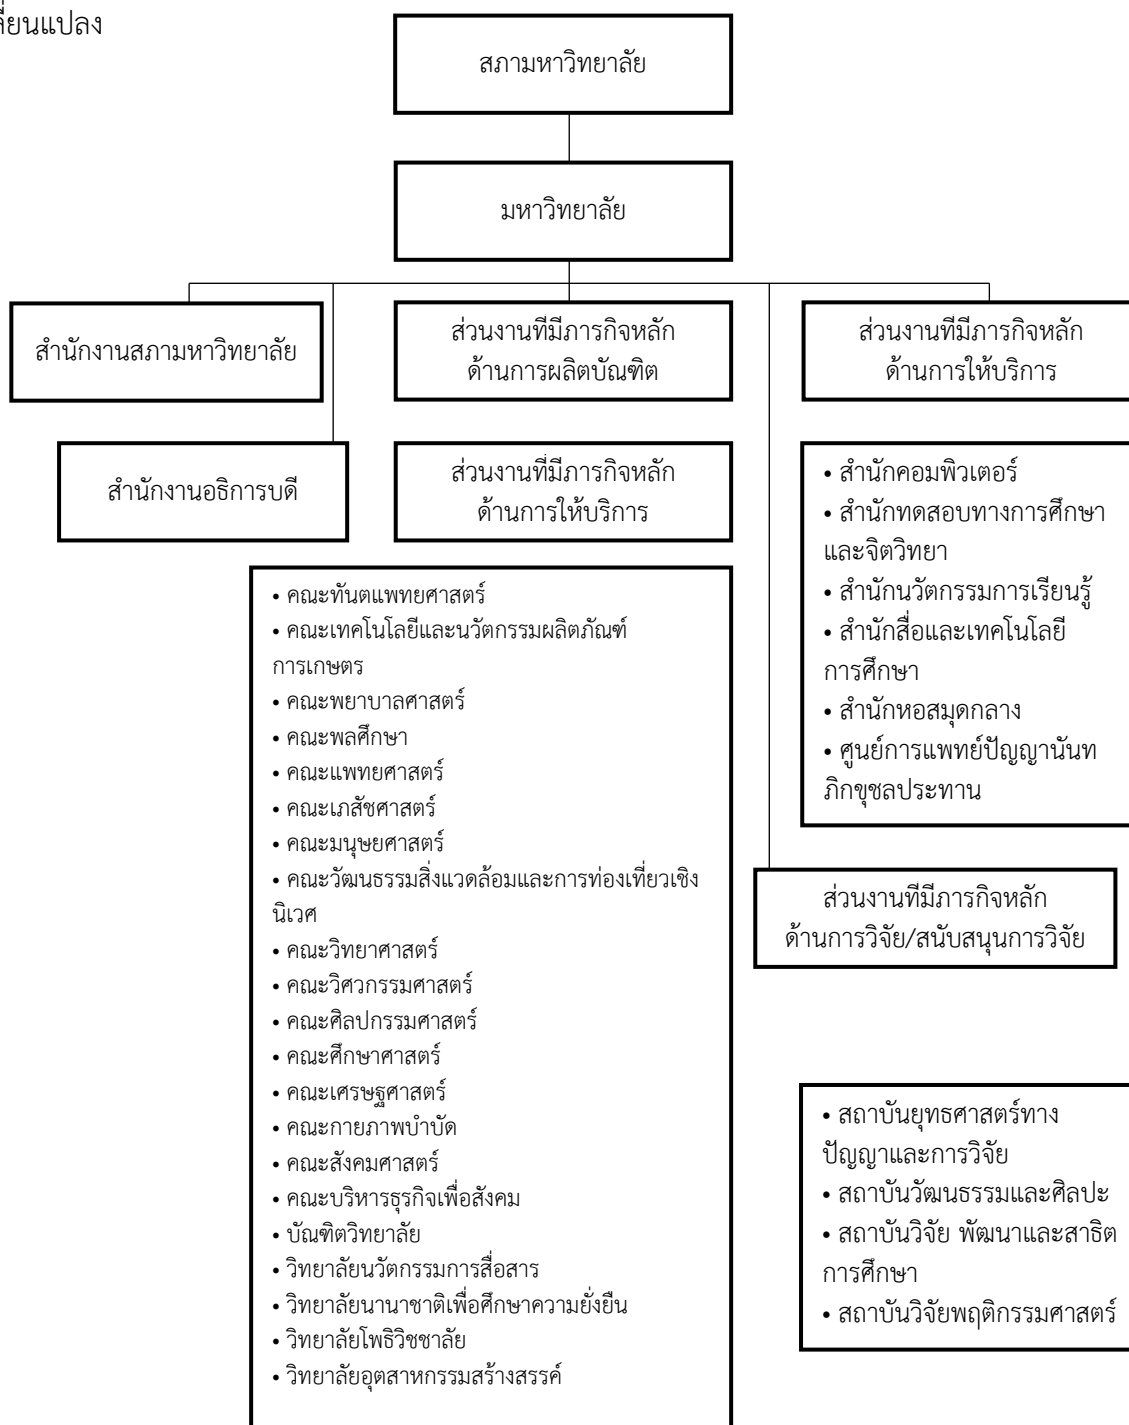 ลี่ยนแปลง
สภามหาวิทยาลัย
มหาวิทยาลัย
สำนักงานสภามหาวิทยาลัย
ส่วนงานที่มีภารกิจหลัก
ด้านการผลิตบัณฑิต
ส่วนงานที่มีภารกิจหลัก
ด้านการให้บริการ
สำนักงานอธิการบดี
ส่วนงานที่มีภารกิจหลัก
ด้านการให้บริการ
• สำนักคอมพิวเตอร์
• สำนักทดสอบทางการศึกษา
และจิตวิทยา
• สำนักนวัตกรรมการเรียนรู้
• สำนักสื่อและเทคโนโลยี
การศึกษา
• สำนักหอสมุดกลาง
• ศูนย์การแพทย์ปัญญานันท
ภิกขุชลประทาน
• คณะทันตแพทยศาสตร์
• คณะเทคโนโลยีและนวัตกรรมผลิตภัณฑ์
การเกษตร
• คณะพยาบาลศาสตร์
• คณะพลศึกษา
• คณะแพทยศาสตร์
• คณะเภสัชศาสตร์
• คณะมนุษยศาสตร์
• คณะวัฒนธรรมสิ่งแวดล้อมและการท่องเที่ยวเชิง
นิเวศ
• คณะวิทยาศาสตร์
• คณะวิศวกรรมศาสตร์
• คณะศิลปกรรมศาสตร์
• คณะศึกษาศาสตร์
• คณะเศรษฐศาสตร์
• คณะกายภาพบำบัด
• คณะสังคมศาสตร์
• คณะบริหารธุรกิจเพื่อสังคม
• บัณฑิตวิทยาลัย
• วิทยาลัยนวัตกรรมการสื่อสาร
• วิทยาลัยนานาชาติเพื่อศึกษาความยั่งยืน
• วิทยาลัยโพธิวิชชาลัย
• วิทยาลัยอุตสาหกรรมสร้างสรรค์
ส่วนงานที่มีภารกิจหลัก
ด้านการวิจัย/สนับสนุนการวิจัย
• สถาบันยุทธศาสตร์ทาง
ปัญญาและการวิจัย
• สถาบันวัฒนธรรมและศิลปะ
• สถาบันวิจัย พัฒนาและสาธิต
การศึกษา
• สถาบันวิจัยพฤติกรรมศาสตร์